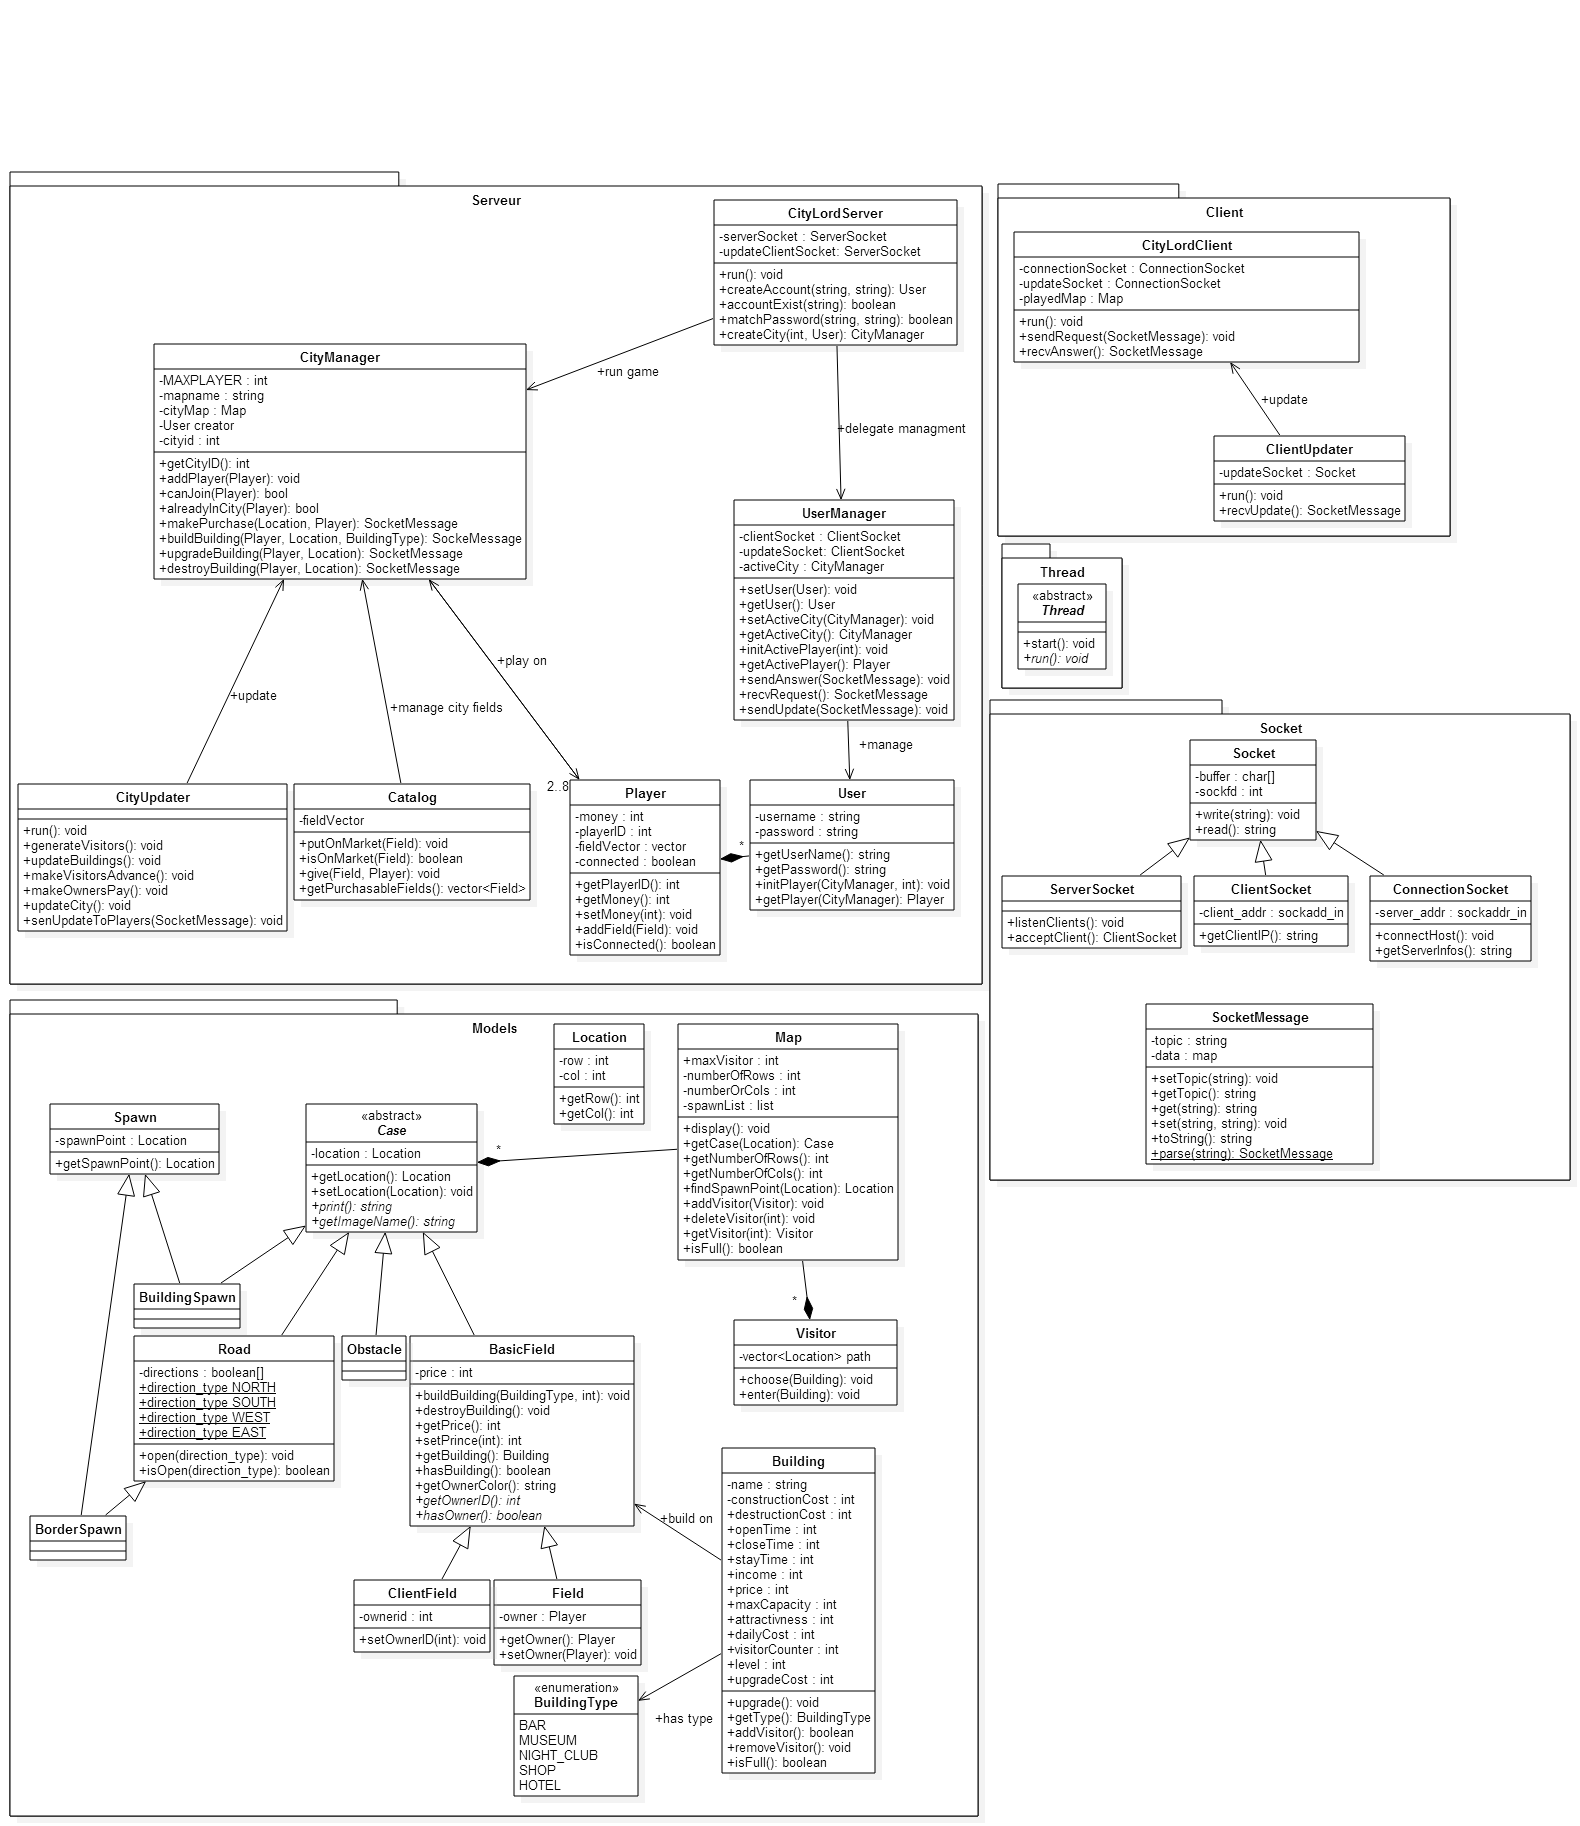 Serveur
CityLordServer
-serverSocket : ServerSocket
-updateClientSocket: ServerSocket
+run(): void
+createAccount(string, string): User
+accountExist(string): boolean
+matchPassword(string, string): boolean
+createCity(int, User): CityManager
+run game
+delegate managment
CityManager
-MAXPLAYER : int
-mapname : string
-cityMap : Map
-User creator
-cityid : int
+getCityID(): int
+addPlayer(Player): void
+canJoin(Player): bool
+alreadyInCity(Player): bool
+makePurchase(Location, Player): SocketMessage
+buildBuilding(Player, Location, BuildingType): SockeMessage
+upgradeBuilding(Player, Location): SocketMessage
+destroyBuilding(Player, Location): SocketMessage
UserManager
-clientSocket : ClientSocket
-updateSocket: ClientSocket
-activeCity : CityManager
+setUser(User): void
+getUser(): User
+setActiveCity(CityManager): void
+getActiveCity(): CityManager
+initActivePlayer(int): void
+getActivePlayer(): Player
+sendAnswer(SocketMessage): void
+recvRequest(): SocketMessage
+sendUpdate(SocketMessage): void
+update
+manage city fields
+play on
+manage
2..8
*
CityUpdater
+run(): void
+generateVisitors(): void
+updateBuildings(): void
+makeVisitorsAdvance(): void
+makeOwnersPay(): void
+updateCity(): void
+senUpdateToPlayers(SocketMessage): void
Catalog
-fieldVector
+putOnMarket(Field): void
+isOnMarket(Field): boolean
+give(Field, Player): void
+getPurchasableFields(): vector<Field>
Player
-money : int
-playerID : int
-fieldVector : vector
-connected : boolean
+getPlayerID(): int
+getMoney(): int
+setMoney(int): void
+addField(Field): void
+isConnected(): boolean
User
-username : string
-password : string
+getUserName(): string
+getPassword(): string
+initPlayer(CityManager, int): void
+getPlayer(CityManager): Player
Client
CityLordClient
-connectionSocket : ConnectionSocket
-updateSocket : ConnectionSocket
-playedMap : Map
+run(): void
+sendRequest(SocketMessage): void
+recvAnswer(): SocketMessage
+update
ClientUpdater
-updateSocket : Socket
+run(): void
+recvUpdate(): SocketMessage
Thread
«abstract»
Thread
+start(): void
+run(): void
Socket
Socket
-buffer : char[]
-sockfd : int
+write(string): void
+read(): string
ServerSocket
+listenClients(): void
+acceptClient(): ClientSocket
ClientSocket
-client_addr : sockadd_in
+getClientIP(): string
ConnectionSocket
-server_addr : sockaddr_in
+connectHost(): void
+getServerInfos(): string
SocketMessage
-topic : string
-data : map
+setTopic(string): void
+getTopic(): string
+get(string): string
+set(string, string): void
+toString(): string
+parse(string): SocketMessage
Models
Location
-row : int
-col : int
+getRow(): int
+getCol(): int
Map
+maxVisitor : int
-numberOfRows : int
-numberOrCols : int
-spawnList : list
+display(): void
+getCase(Location): Case
+getNumberOfRows(): int
+getNumberOfCols(): int
+findSpawnPoint(Location): Location
+addVisitor(Visitor): void
+deleteVisitor(int): void
+getVisitor(int): Visitor
+isFull(): boolean
Spawn
-spawnPoint : Location
+getSpawnPoint(): Location
«abstract»
Case
-location : Location
+getLocation(): Location
+setLocation(Location): void
+print(): string
+getImageName(): string
*
*
BuildingSpawn
Road
-directions : boolean[]
+direction_type NORTH
+direction_type SOUTH
+direction_type WEST
+direction_type EAST
+open(direction_type): void
+isOpen(direction_type): boolean
Obstacle
BasicField
-price : int
+buildBuilding(BuildingType, int): void
+destroyBuilding(): void
+getPrice(): int
+setPrince(int): int
+getBuilding(): Building
+hasBuilding(): boolean
+getOwnerColor(): string
+getOwnerID(): int
+hasOwner(): boolean
Visitor
-vector<Location> path
+choose(Building): void
+enter(Building): void
BorderSpawn
+build on
Building
-name : string
-constructionCost : int
+destructionCost : int
+openTime : int
+closeTime : int
+stayTime : int
+income : int
+price : int
+maxCapacity : int
+attractivness : int
+dailyCost : int
+visitorCounter : int
+level : int
+upgradeCost : int
+upgrade(): void
+getType(): BuildingType
+addVisitor(): boolean
+removeVisitor(): void
+isFull(): boolean
ClientField
-ownerid : int
+setOwnerID(int): void
Field
-owner : Player
+getOwner(): Player
+setOwner(Player): void
«enumeration»
BuildingType
BAR
MUSEUM
NIGHT_CLUB
SHOP
HOTEL
+has type